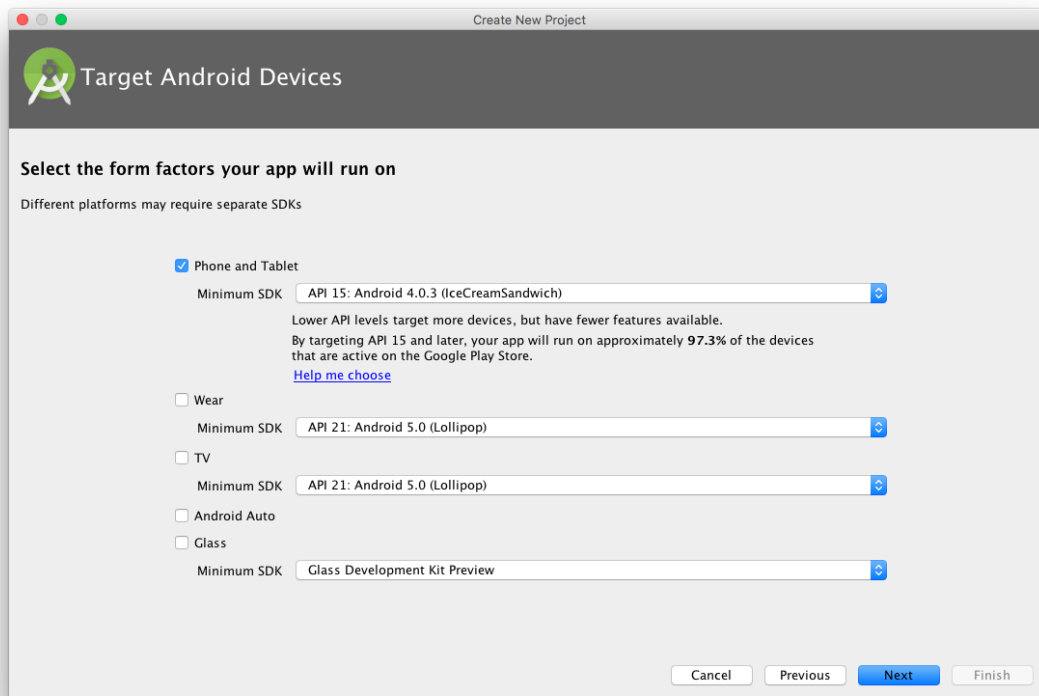 Create New Project
Target Android Devices
Select the form factors your app will run on
Different platforms may require separate SDKs
Phone and Tablet
Minimum SDK API 15: Android 4.0.3 (IceCreamSandwich)
Lower API levels target more devices, but have fewer features available.
By targeting API 15 and later, your app will run on approximately 97.3% of the devices
that are active on the Google Play Store.
Help me choose
Wear
Minimum SDK API 21: Android 5.0 (Lollipop)
TV
Minimum SDK API 21: Android 5.0 (Lollipop)
Android Auto
Glass
Minimum SDK Glass Development Kit Preview
Cancel Previous Next Finish